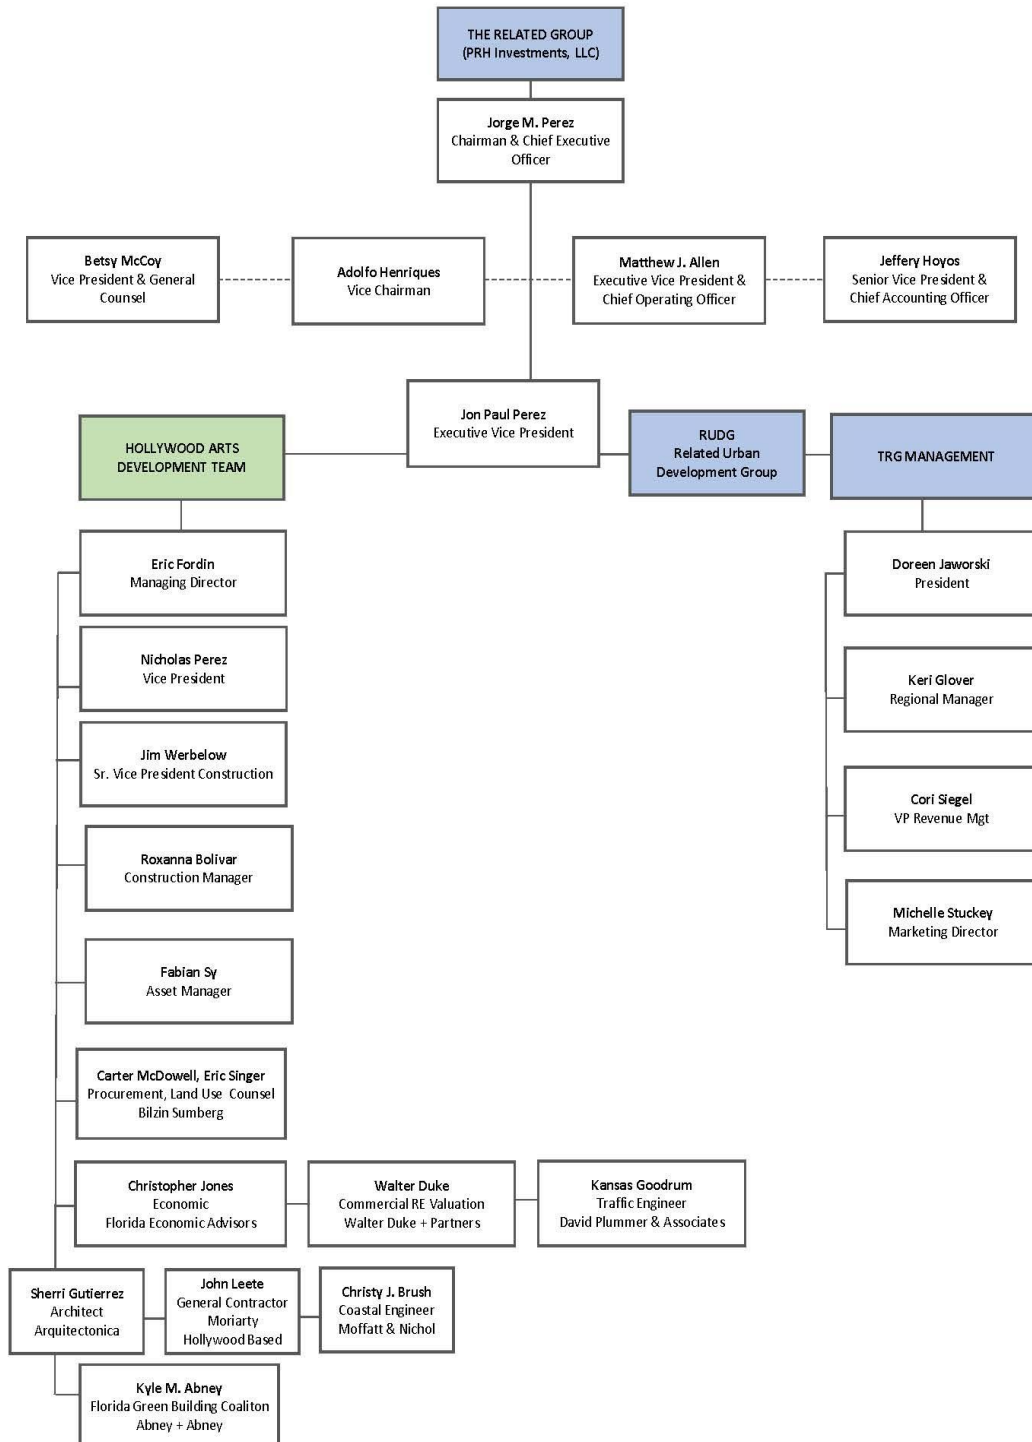 THE RELATED GROUP
(PRH Investments, LLC)
Jorge M. Perez
Chairman & Chief Executive
Officer
Betsy McCoy
Vice President & General
Counsel
Adolfo Henriques
Vice Chairman
Matthew J. Allen
Executive Vice President &
Chief Operating Officer
Jeffery Hoyos
Senior Vice President &
Chief Accounting Officer
Jon Paul Perez
Executive Vice President
HOLLYWOOD ARTS
DEVELOPMENT TEAM
RUDG
Related Urban
Development Group
TRG MANAGEMENT
Eric Fordin
Managing Director
Nicholas Perez
Vice President
Jim Werbelow
Sr. Vice President Construction
Roxanna Bolivar
Construction Manager
Fabian Sy
Asset Manager
Carter McDowell, Eric Singer
Procurement, Land Use Counsel
Bilzin Sumberg
Christopher Jones
Economic
Florida Economic Advisors
Walter Duke
Commercial RE Valuation
Walter Duke + Partners
Kansas Goodrum
Traffic Engineer
David Plummer & Associates
Sherri Gutierrez
Architect
Arquitectonica
John Leete
General Contractor
Moriarty
Hollywood Based
Christy J. Brush
Coastal Engineer
Moffatt & Nichol
Kyle M. Abney
Florida Green Building Coaliton
Abney + Abney
Doreen Jaworski
President
Keri Glover
Regional Manager
Cori Siegel
VP Revenue Mgt
Michelle Stuckey
Marketing Director